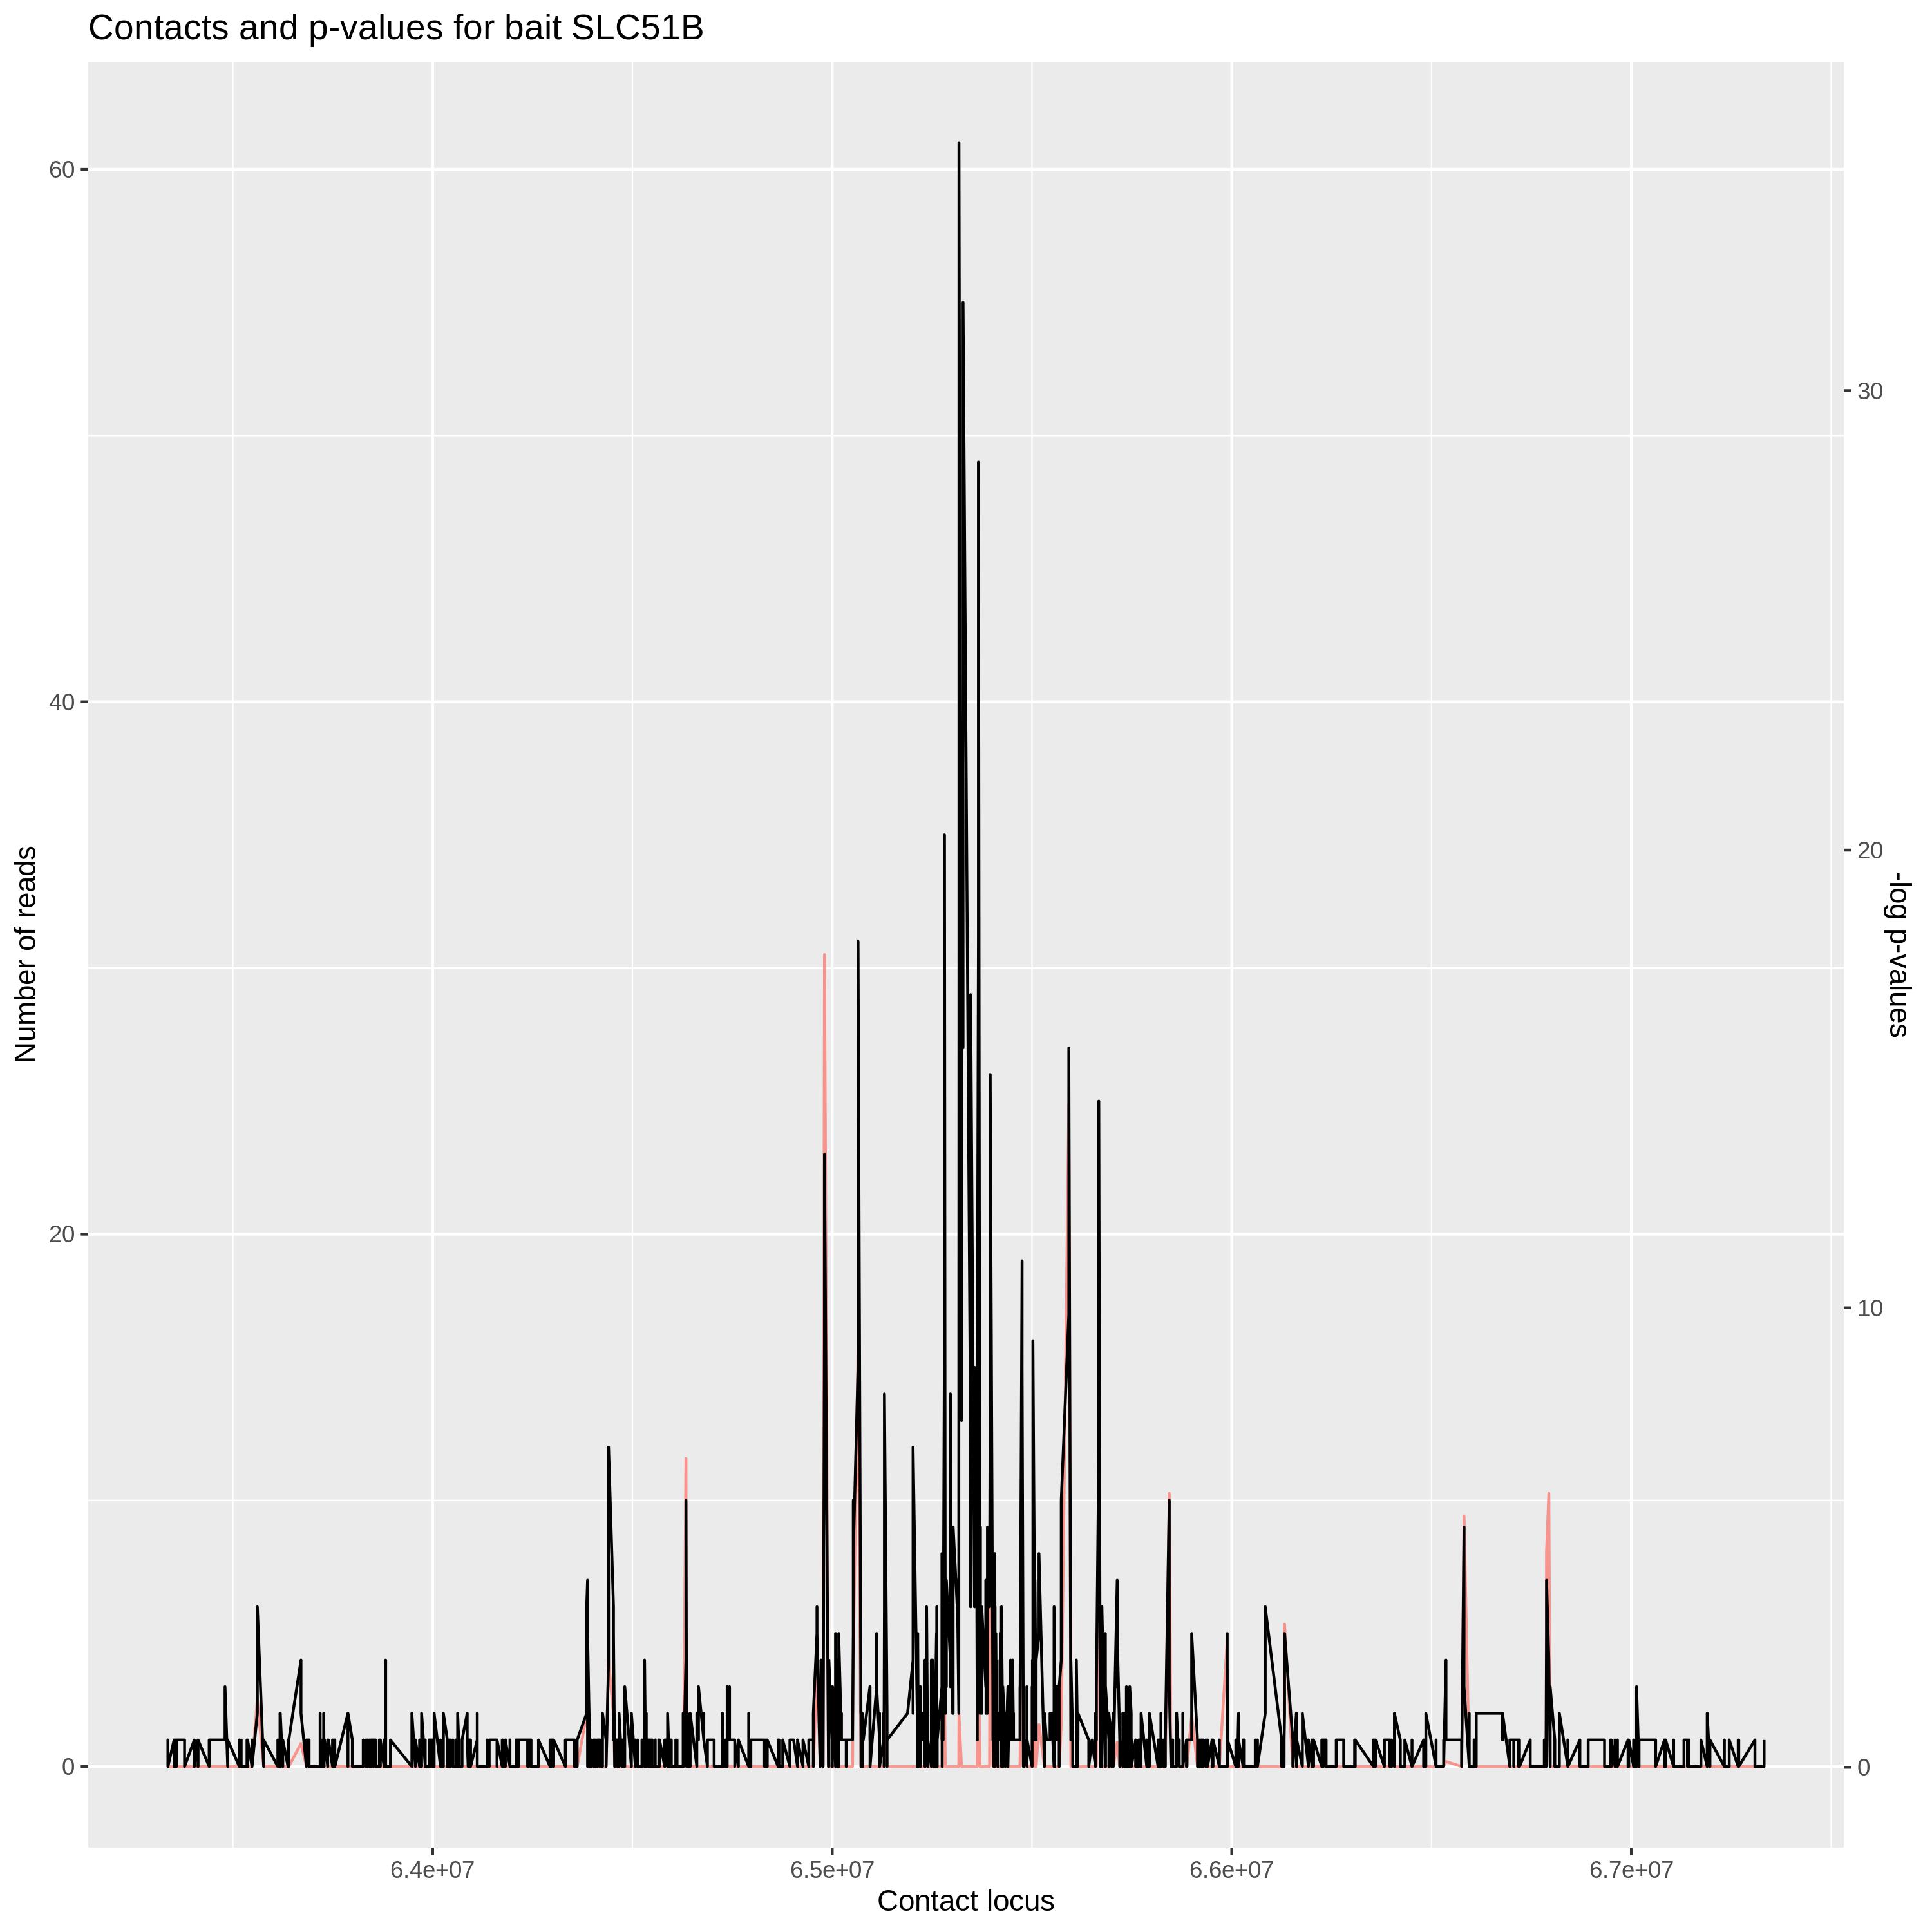 Contacts and p-values for bait SLC51B
60
40
20
0
30
20
10
0
Number of reads
-log p-values
6.4e+07 6.5e+07 6.6e+07 6.7e+07
Contact locus